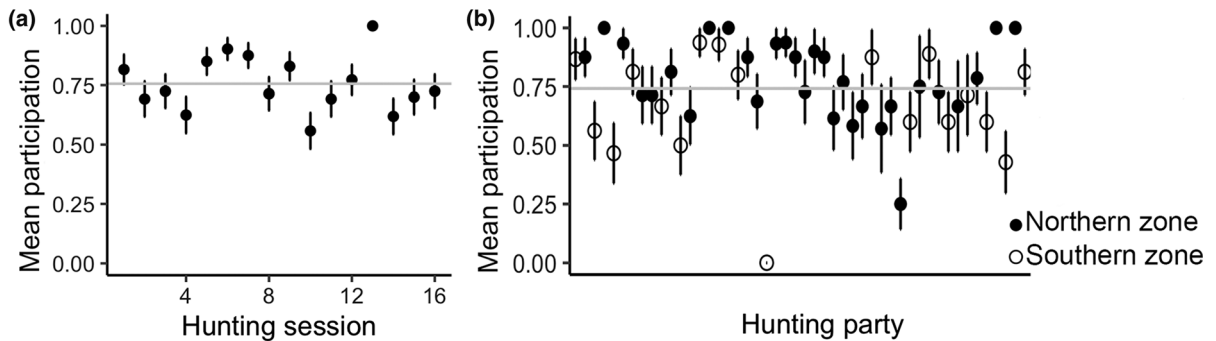 (a)
Mean participation
1.00
0.75
0.50
0.25
0.00
4 8 12 16
Hunting session
(b)
Mean participation
1.00
0.75
0.50
0.25
0.00
Hunting party
Northern zone
Southern zone